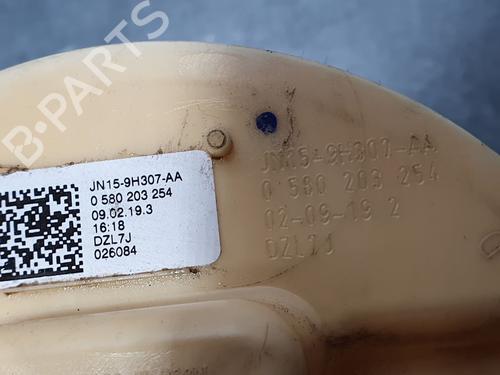 B-PARTS
JN15-9H307-AA
0 580 203 254
09.02.19.3
16:18
DZL7J
026084
JN15-9H307-AA
0 580 203 254
02-09-19 2
DZL7J